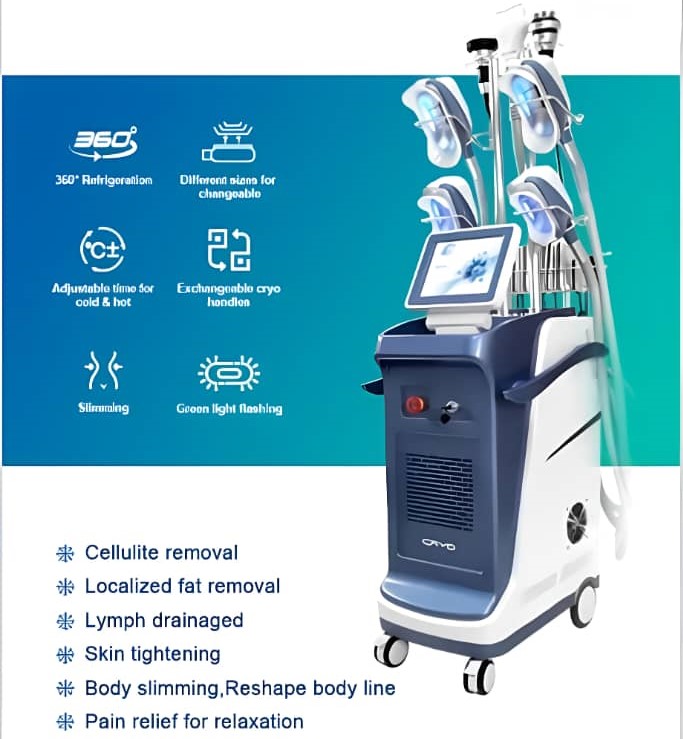 360°
360° Refrigeration
Different sizes for
changeable
°C±
Adjustable time for
cold & hot
Exchangeable cryo
handles
Slimming
Green light flashing
CRYO
Cellulite removal
Localized fat removal
Lymph drainaged
Skin tightening
Body slimming,Reshape body line
Pain relief for relaxation